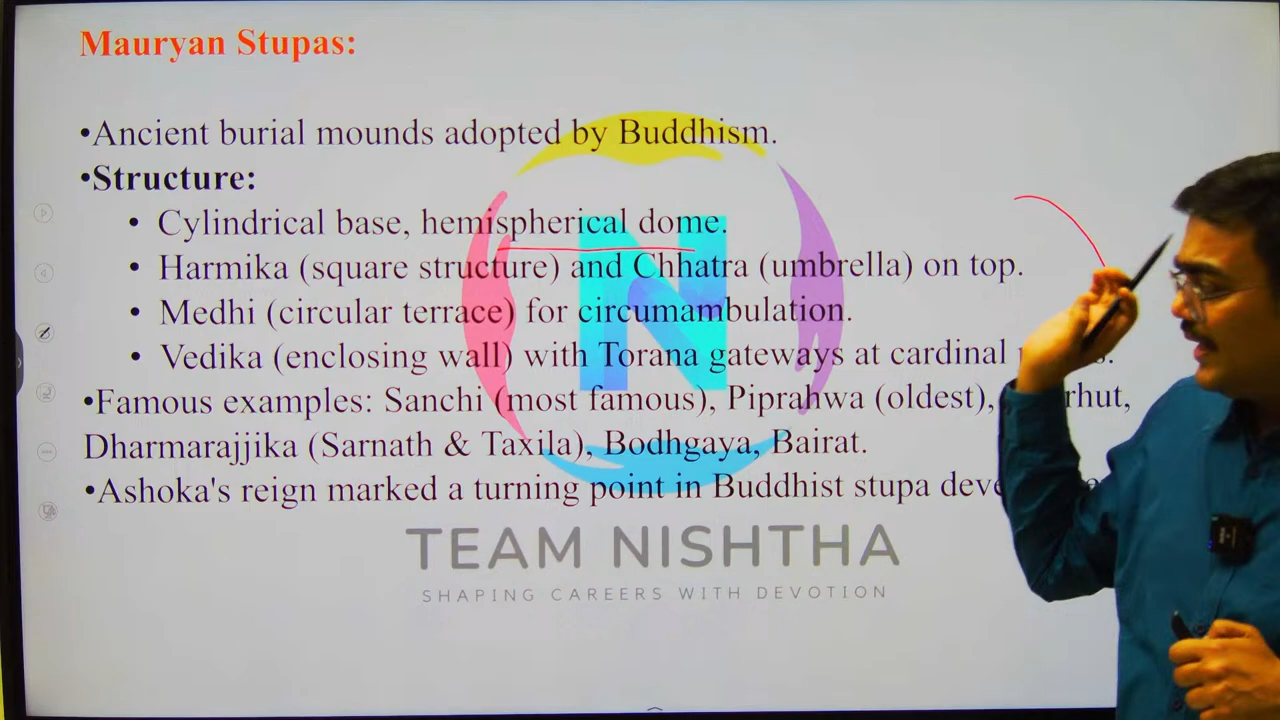 Mauryan Stupas:
•Ancient burial mounds adopted by Buddhism.
•Structure:
• Cylindrical base, hemispherical dome.
• Harmika (square structure) and Chhatra (umbrella) on top.
• Medhi (circular terrace) for circumambulation.
• Vedika (enclosing wall) with Torana gateways at cardinal
•Famous examples: Sanchi (most famous), Piprahwa (oldest),
Dharmarajjika (Sarnath & Taxila), Bodhgaya, Bairat.
•Ashoka's reign marked a turning point in Buddhist stupa
N
TEAM NISHTHA
SHAPING CAREERS WITH DEVOTION